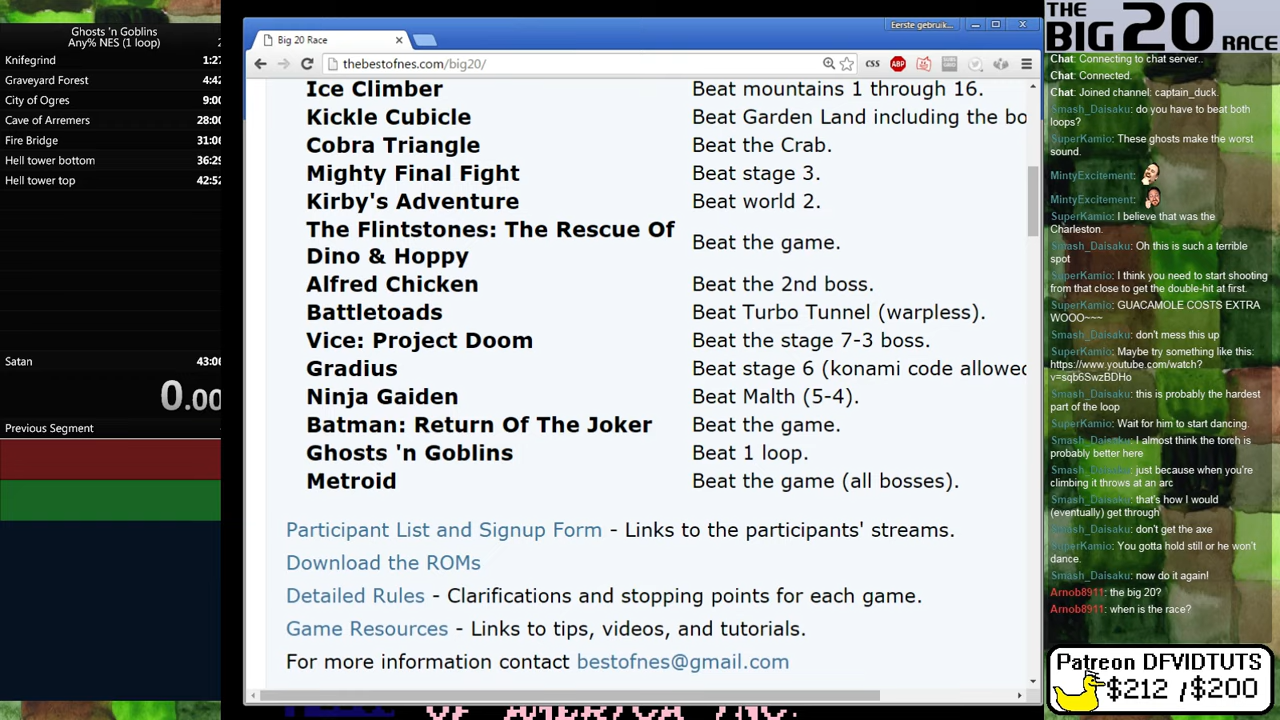 Ghosts 'n Goblins
Any% NES (1 loop)
Knifegrind 1:27
Graveyard Forest 4:42
City of Ogres 9:00
Cave of Arremers 28:00
Fire Bridge 31:00
Hell tower bottom 36:29
Hell tower top 42:52
Satan 43:00
0.00
Previous Segment
Eerste gebruik...
Big 20 Race
thebestofnes.com/big20/
CSS
ABP
Ice Climber Beat mountains 1 through 16.
Kickle Cubicle Beat Garden Land including the bo
Cobra Triangle Beat the Crab.
Mighty Final Fight Beat stage 3.
Kirby's Adventure Beat world 2.
The Flintstones: The Rescue Of
Dino & Hoppy Beat the game.
Alfred Chicken Beat the 2nd boss.
Battletoads Beat Turbo Tunnel (warpless).
Vice: Project Doom Beat the stage 7-3 boss.
Gradius Beat stage 6 (konami code allowed
Ninja Gaiden Beat Malth (5-4).
Batman: Return Of The Joker Beat the game.
Ghosts 'n Goblins Beat 1 loop.
Metroid Beat the game (all bosses).
Participant List and Signup Form - Links to the participants' streams.
Download the ROMs
Detailed Rules - Clarifications and stopping points for each game.
Game Resources - Links to tips, videos, and tutorials.
For more information contact bestofnes@gmail.com
OF AMERICA INC.
THE
BIG 20 RACE
Chat: Connecting to chat server..
Chat: Connected.
Chat: Joined channel: captain_duck.
Smash_Daisaku: do you have to beat both
loops?
SuperKamio: These ghosts make the worst
sound.
MintyExcitement:
MintyExcitement:
SuperKamio: I believe that was the
Charleston.
Smash_Daisaku: Oh this is such a terrible
spot
SuperKamio: I think you need to start shooting
from that close to get the double-hit at first.
SuperKamio: GUACAMOLE COSTS EXTRA
WOOO~~~
Smash_Daisaku: don't mess this up
SuperKamio: Maybe try something like this:
https://www.youtube.com/watch?
v=sqb6SwzBDHo
Smash_Daisaku: this is probably the hardest
part of the loop
SuperKamio: Wait for him to start dancing.
Smash_Daisaku: I almost think the torch is
probably better here
Smash_Daisaku: just because when you're
climbing it throws at an arc
Smash_Daisaku: that's how I would
(eventually) get through
Smash_Daisaku: don't get the axe
SuperKamio: You gotta hold still or he won't
dance.
Smash_Daisaku: now do it again!
Arnob8911: the big 20?
Arnob8911: when is the race?
Patreon DFVIDTUTS
$212 /$200